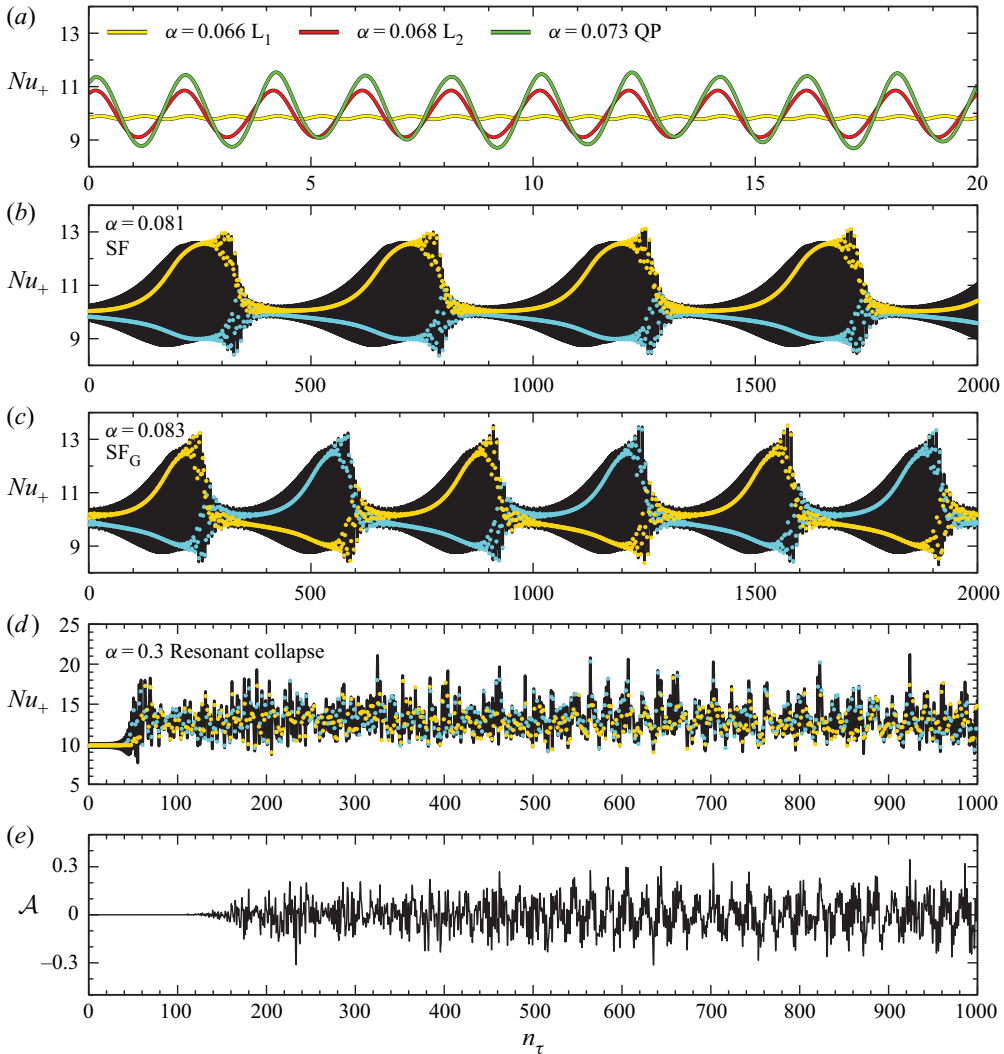 (a)
α = 0.066 L₁ α = 0.068 L₂ α = 0.073 QP
13
Nu₊ 11
9
0 5 10 15 20
(b)
α = 0.081
SF
13
Nu₊ 11
9
0 500 1000 1500 2000
(c)
α = 0.083
SF_G
13
Nu₊ 11
9
0 500 1000 1500 2000
(d)
25
α = 0.3 Resonant collapse
20
Nu₊ 15
10
5
0 100 200 300 400 500 600 700 800 900 1000
(e)
0.3
𝒜 0
−0.3
0 100 200 300 400 500 600 700 800 900 1000
n_τ